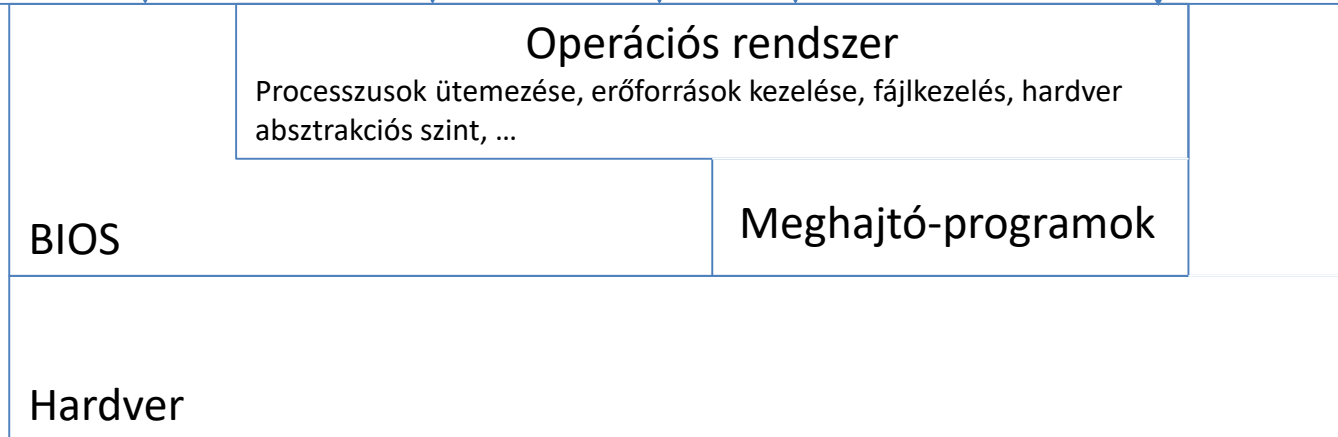 Operációs rendszer
Processzusok ütemezése, erőforrások kezelése, fájlkezelés, hardver
absztrakciós szint, ...
Meghajtó-programok
BIOS
Hardver